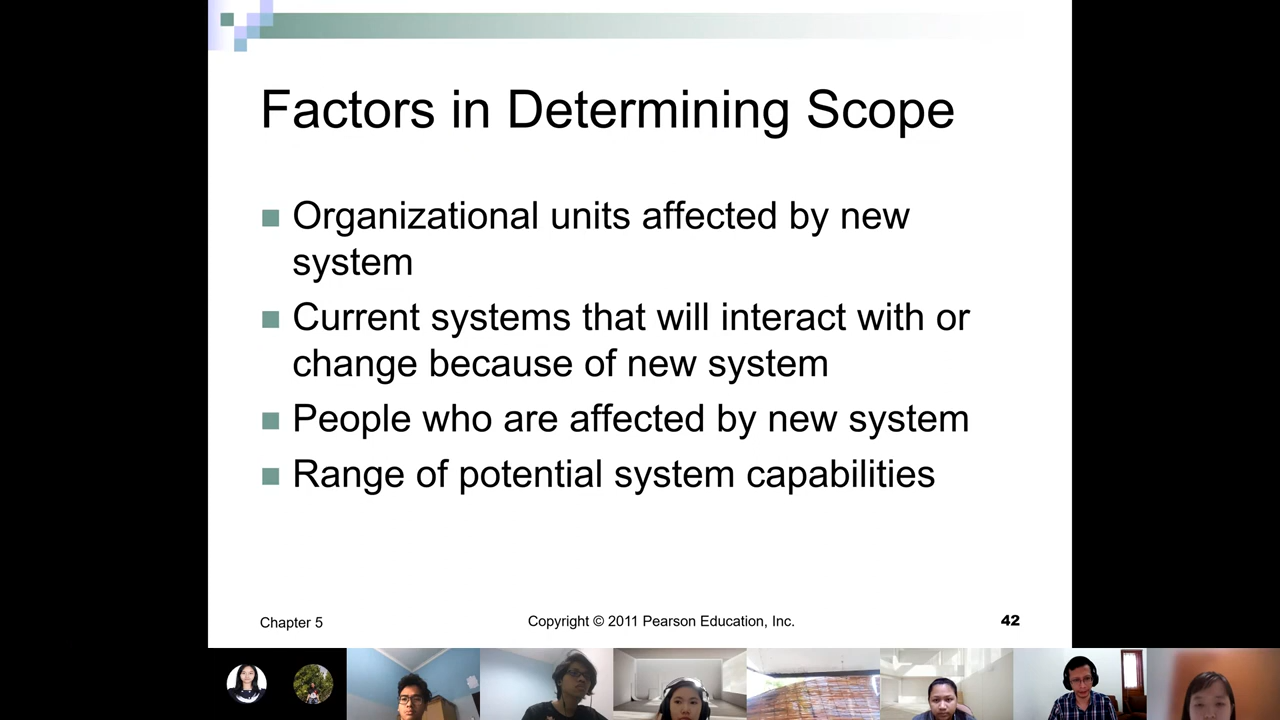 Factors in Determining Scope
Organizational units affected by new
system
Current systems that will interact with or
change because of new system
People who are affected by new system
Range of potential system capabilities
Chapter 5
Copyright © 2011 Pearson Education, Inc.
42